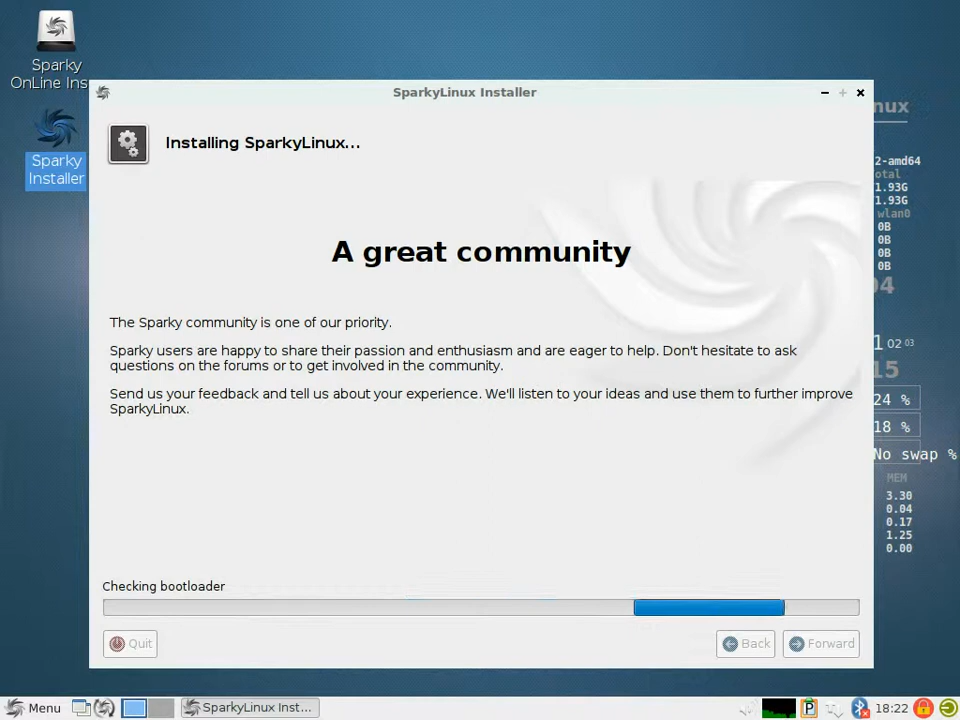 Sparky
OnLine Ins
Sparky
Installer
SparkyLinux Installer
Installing SparkyLinux...
A great community
The Sparky community is one of our priority.
Sparky users are happy to share their passion and enthusiasm and are eager to help. Don't hesitate to ask
questions on the forums or to get involved in the community.
Send us your feedback and tell us about your experience. We'll listen to your ideas and use them to further improve
SparkyLinux.
Checking bootloader
Quit
Back
Forward
nux
2-amd64
otal
1.93G
1.93G
wlan0
0B
0B
0B
0B
04
1 02 03
15
24 %
18 %
No swap %
MEM
3.30
0.04
0.17
1.25
0.00
Menu
SparkyLinux Inst...
P
18:22